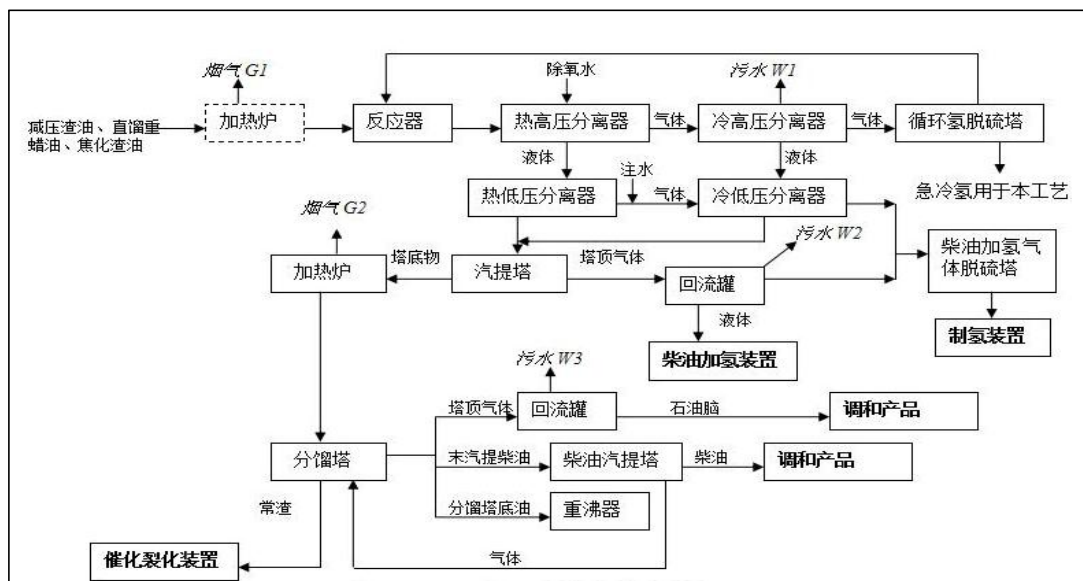 烟气 G1
除氧水
污水 W1
减压渣油、直馏重
蜡油、焦化渣油
加热炉
反应器
热高压分离器
气体
冷高压分离器
气体
循环氢脱硫塔
液体
注水
液体
急冷氢用于本工艺
热低压分离器
气体
冷低压分离器
烟气 G2
污水 W2
加热炉
塔底物
汽提塔
塔顶气体
回流罐
柴油加氢气
体脱硫塔
液体
制氢装置
柴油加氢装置
污水 W3
塔顶气体
回流罐
石油脑
调和产品
分馏塔
末汽提柴油
柴油汽提塔
柴油
调和产品
常渣
分馏塔底油
重沸器
气体
催化裂化装置